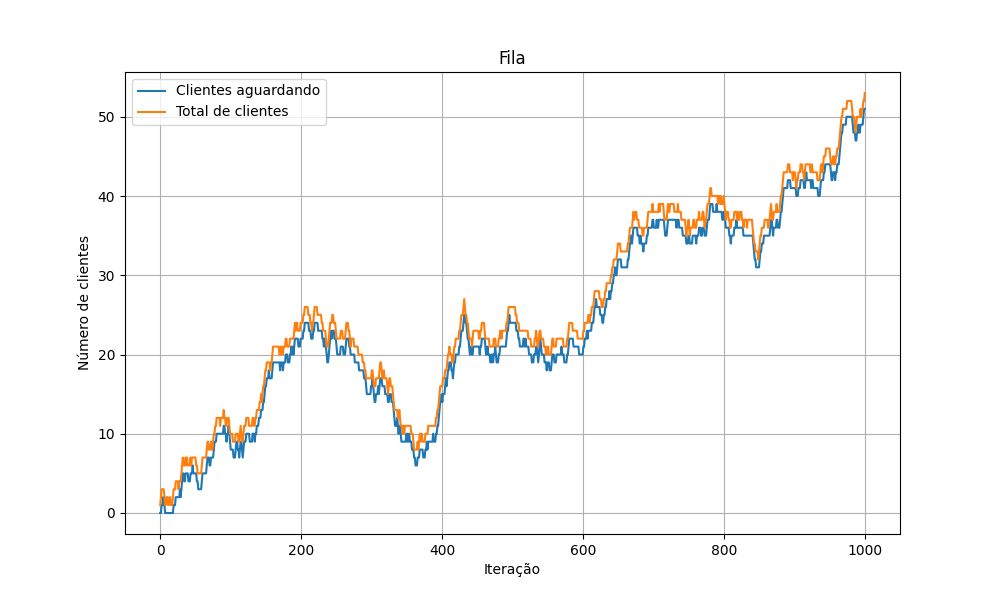 Fila
Clientes aguardando
Total de clientes
50
40
30
20
10
0
Número de clientes
0 200 400 600 800 1000
Iteração